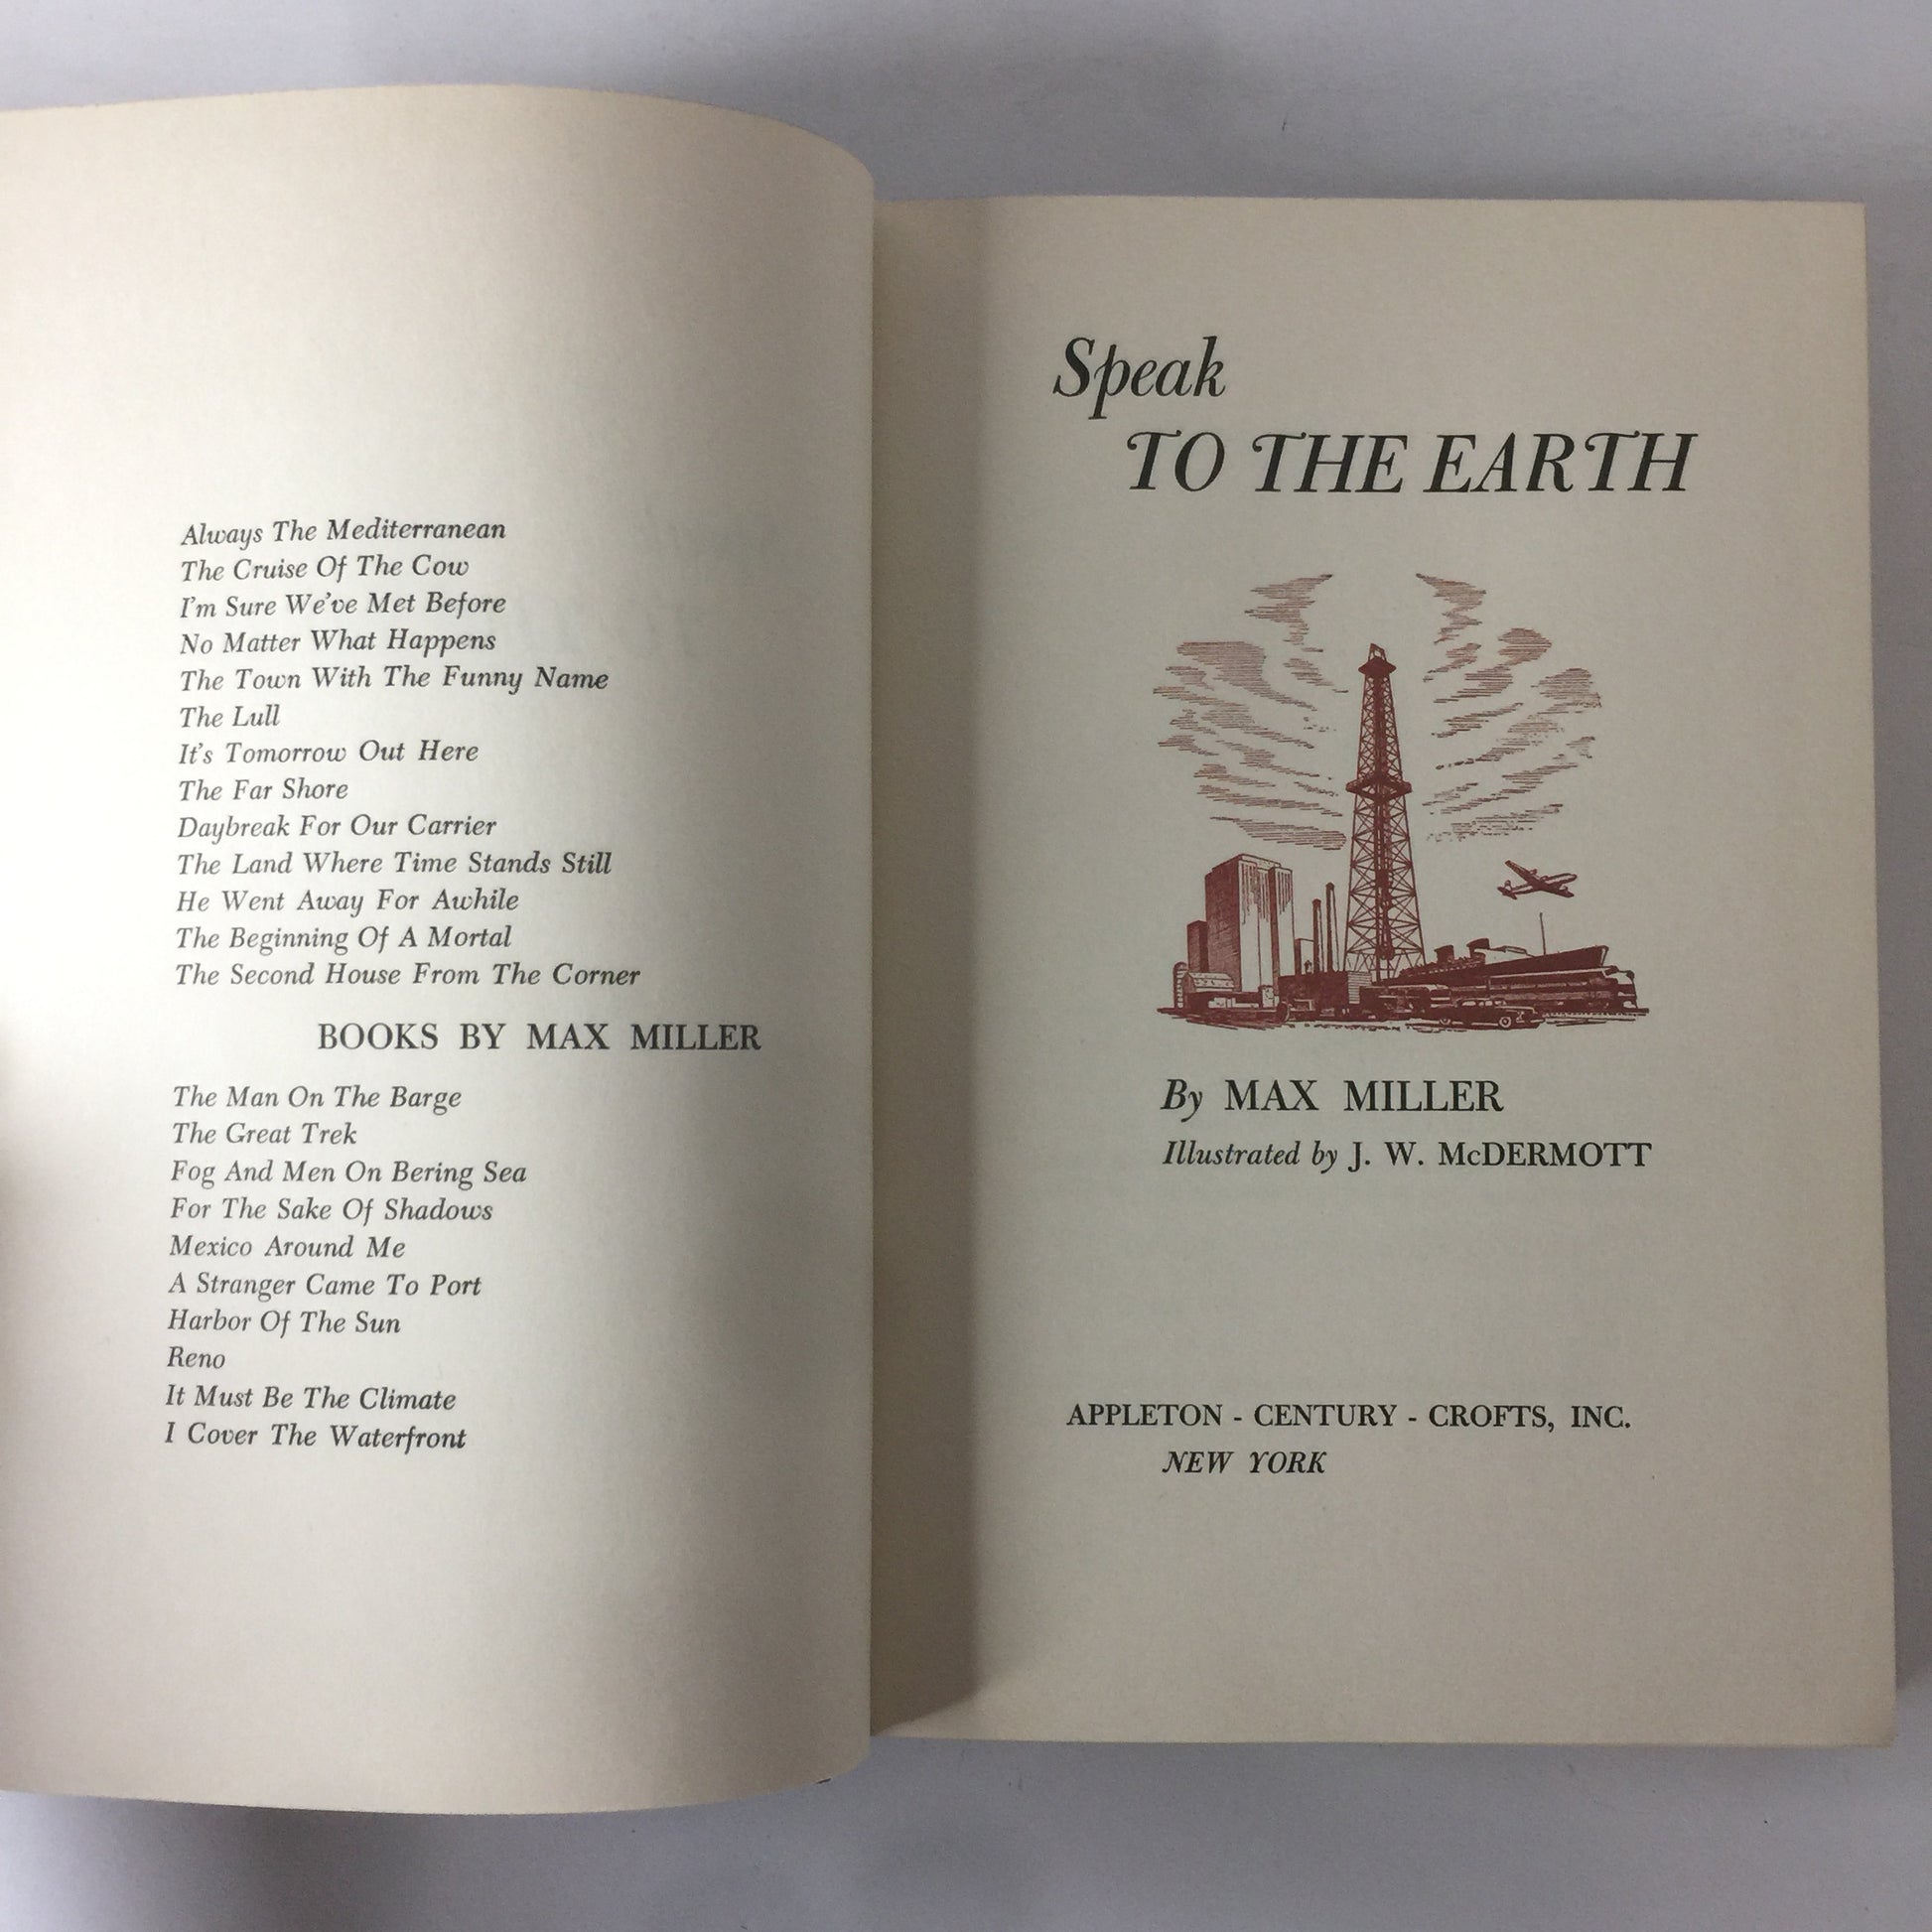 Always The Mediterranean
The Cruise Of The Cow
I'm Sure We've Met Before
No Matter What Happens
The Town With The Funny Name
The Lull
It's Tomorrow Out Here
The Far Shore
Daybreak For Our Carrier
The Land Where Time Stands Still
He Went Away For Awhile
The Beginning Of A Mortal
The Second House From The Corner
BOOKS BY MAX MILLER
The Man On The Barge
The Great Trek
Fog And Men On Bering Sea
For The Sake Of Shadows
Mexico Around Me
A Stranger Came To Port
Harbor Of The Sun
Reno
It Must Be The Climate
I Cover The Waterfront
Speak
TO THE EARTH
By MAX MILLER
Illustrated by J. W. McDERMOTT
APPLETON - CENTURY - CROFTS, INC.
NEW YORK